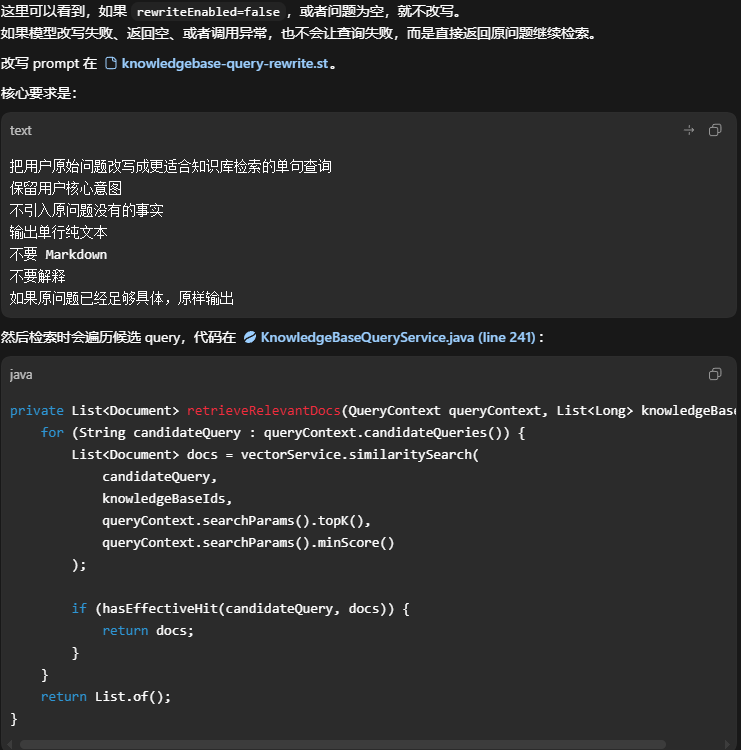 这里可以看到，如果 rewriteEnabled=false ，或者问题为空，就不改写。
如果模型改写失败、返回空、或者调用异常，也不会让查询失败，而是直接返回原问题继续检索。
改写 prompt 在 knowledgebase-query-rewrite.st。
核心要求是：
text
把用户原始问题改写成更适合知识库检索的单句查询
保留用户核心意图
不引入原问题没有的事实
输出单行纯文本
不要 Markdown
不要解释
如果原问题已经足够具体，原样输出
然后检索时会遍历候选 query，代码在 KnowledgeBaseQueryService.java (line 241)：
java
private List<Document> retrieveRelevantDocs(QueryContext queryContext, List<Long> knowledgeBase
    for (String candidateQuery : queryContext.candidateQueries()) {
        List<Document> docs = vectorService.similaritySearch(
            candidateQuery,
            knowledgeBaseIds,
            queryContext.searchParams().topK(),
            queryContext.searchParams().minScore()
        );
        if (hasEffectiveHit(candidateQuery, docs)) {
            return docs;
        }
    }
    return List.of();
}